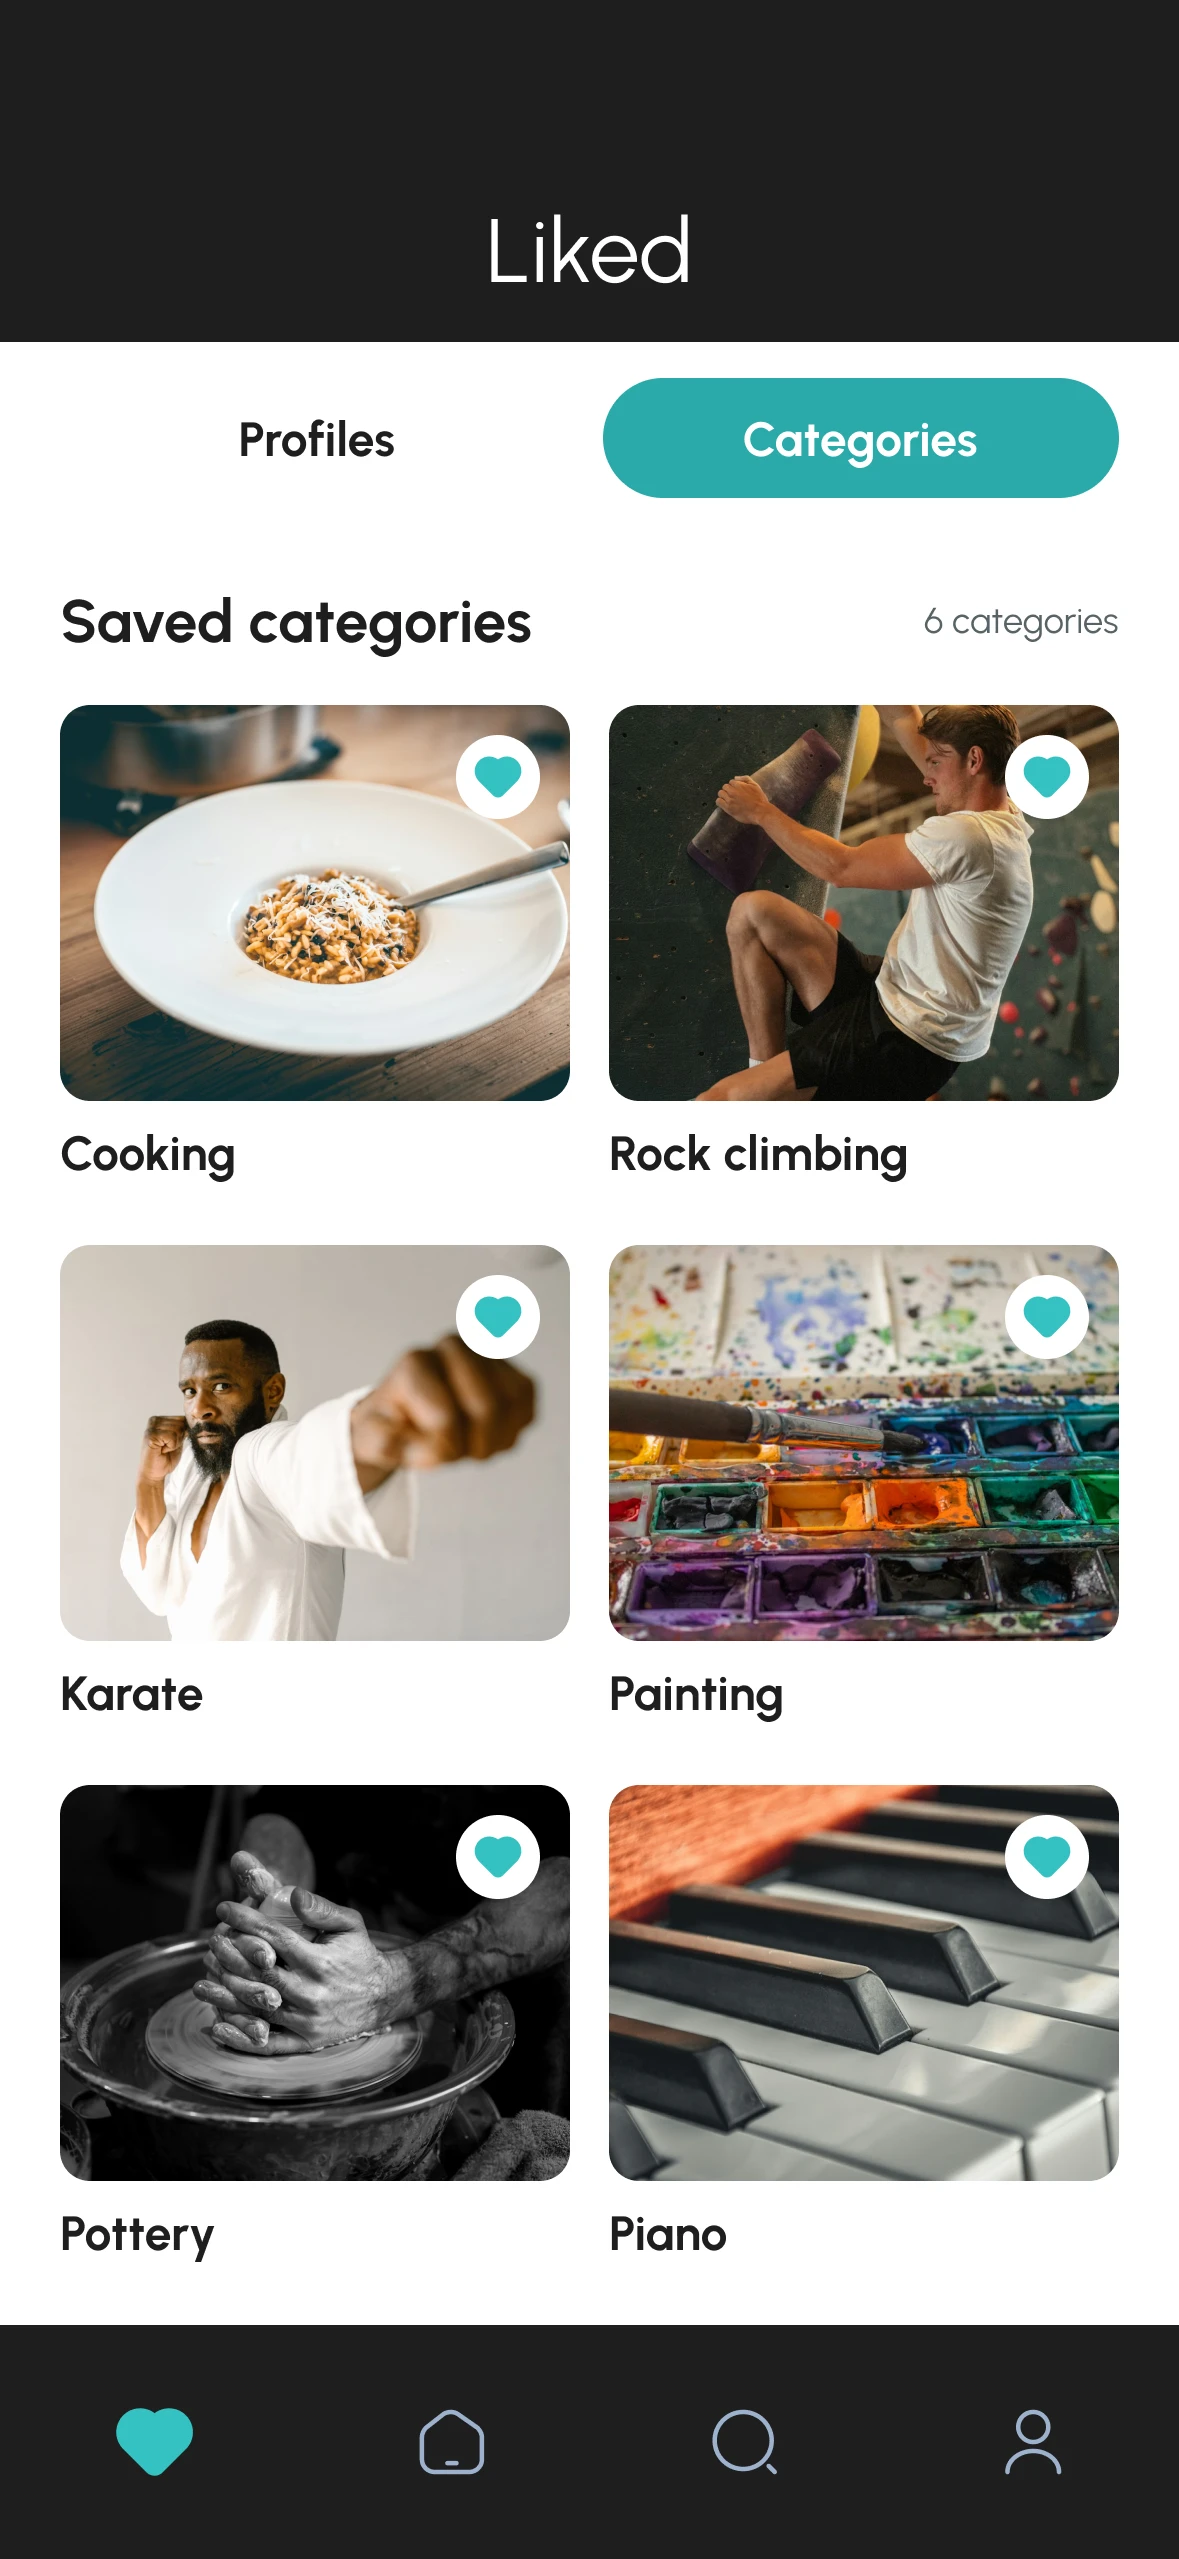 Liked
Profiles
Categories
Saved categories
6 categories
Cooking
Rock climbing
Karate
Painting
Pottery
Piano